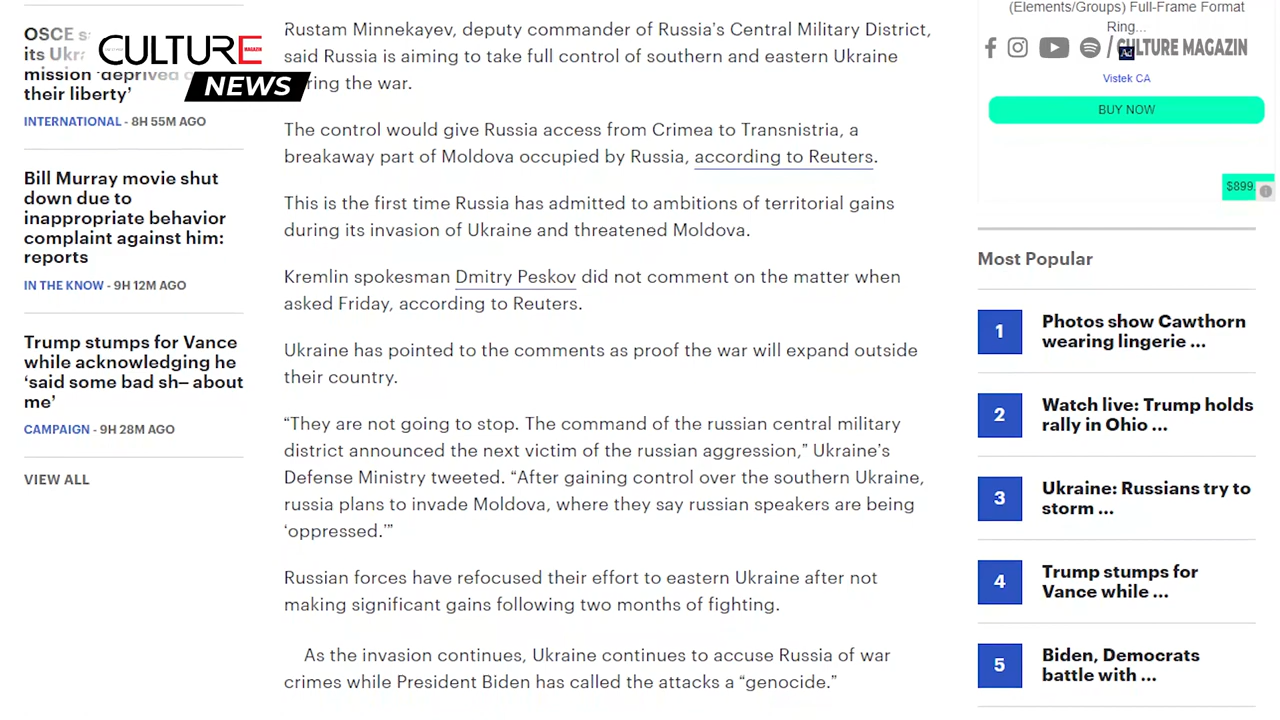 OSCE s
its Ukr
mission 'deprived o
their liberty'
INTERNATIONAL - 8H 55M AGO
Bill Murray movie shut
down due to
inappropriate behavior
complaint against him:
reports
IN THE KNOW - 9H 12M AGO
Trump stumps for Vance
while acknowledging he
‘said some bad sh– about
me’
CAMPAIGN - 9H 28M AGO
VIEW ALL
CULTURE
MAGAZIN
NEWS
Rustam Minnekayev, deputy commander of Russia’s Central Military District,
said Russia is aiming to take full control of southern and eastern Ukraine
ring the war.
The control would give Russia access from Crimea to Transnistria, a
breakaway part of Moldova occupied by Russia, according to Reuters.
This is the first time Russia has admitted to ambitions of territorial gains
during its invasion of Ukraine and threatened Moldova.
Kremlin spokesman Dmitry Peskov did not comment on the matter when
asked Friday, according to Reuters.
Ukraine has pointed to the comments as proof the war will expand outside
their country.
“They are not going to stop. The command of the russian central military
district announced the next victim of the russian aggression,” Ukraine’s
Defense Ministry tweeted. “After gaining control over the southern Ukraine,
russia plans to invade Moldova, where they say russian speakers are being
‘oppressed.’”
Russian forces have refocused their effort to eastern Ukraine after not
making significant gains following two months of fighting.
As the invasion continues, Ukraine continues to accuse Russia of war
crimes while President Biden has called the attacks a “genocide.”
(Elements/Groups) Full-Frame Format
Ring...
/ CULTURE MAGAZIN
Ad
Vistek CA
BUY NOW
$899.
Most Popular
1
Photos show Cawthorn
wearing lingerie ...
2
Watch live: Trump holds
rally in Ohio ...
3
Ukraine: Russians try to
storm ...
4
Trump stumps for
Vance while ...
5
Biden, Democrats
battle with ...